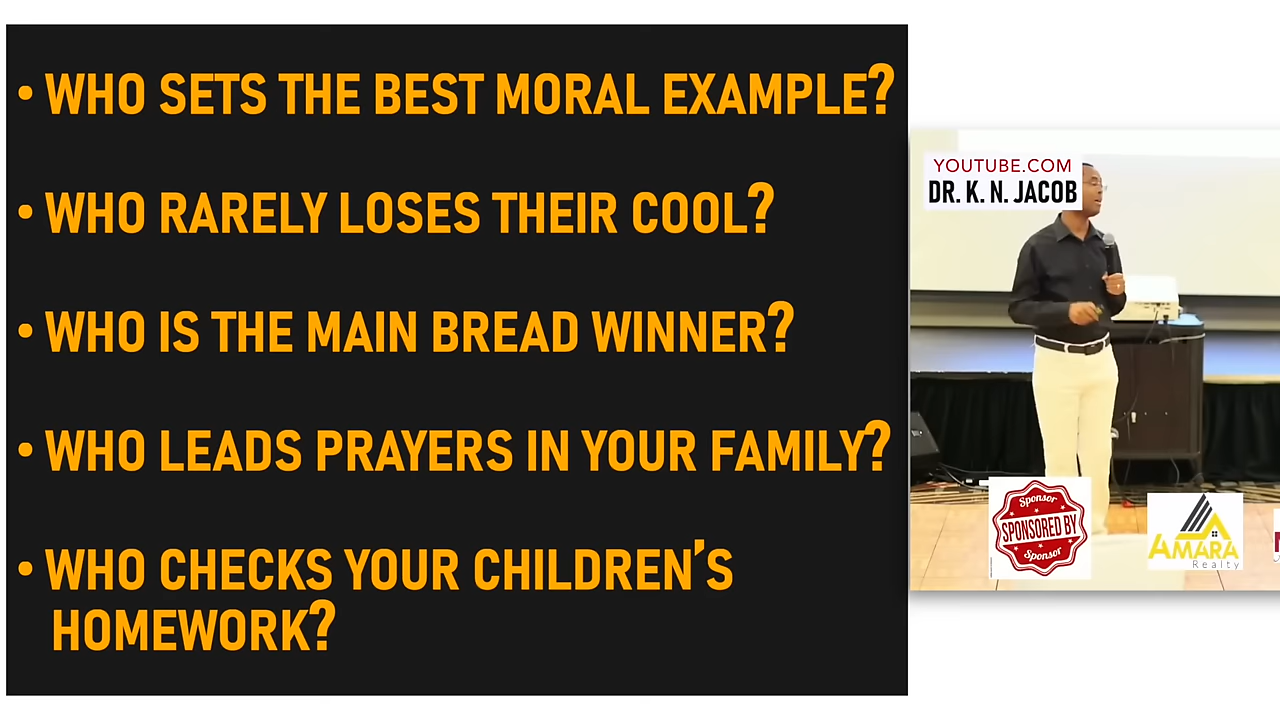 • WHO SETS THE BEST MORAL EXAMPLE?
• WHO RARELY LOSES THEIR COOL?
• WHO IS THE MAIN BREAD WINNER?
• WHO LEADS PRAYERS IN YOUR FAMILY?
• WHO CHECKS YOUR CHILDREN'S
HOMEWORK?
YOUTUBE.COM
DR. K. N. JACOB
Sponsor
SPONSORED BY
Sponsor
AMARA
Realty